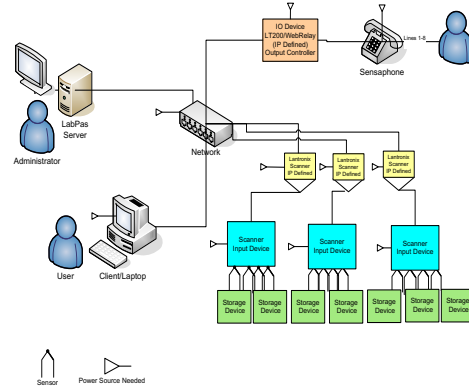 IO Device
LT200/WebRelay
(IP Defined)
Output Controller
Lines 1-8
Sensaphone
LabPas
Server
Administrator
Network
Lantronix
Scanner
IP Defined
Lantronix
Scanner
IP Defined
Lantronix
Scanner
IP Defined
User
Client/Laptop
Scanner
Input Device
Scanner
Input Device
Scanner
Input Device
Storage
Device
Storage
Device
Storage
Device
Storage
Device
Storage
Device
Storage
Device
Storage
Device
Sensor
Power Source Needed